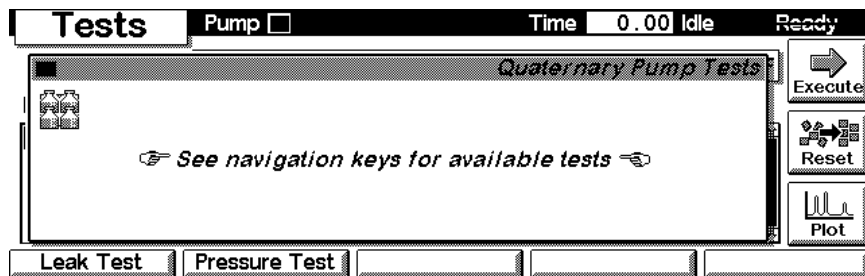 Tests Pump Time 0.00 Idle Ready
Quaternary Pump Tests
Execute
See navigation keys for available tests
Reset
Plot
Leak Test Pressure Test